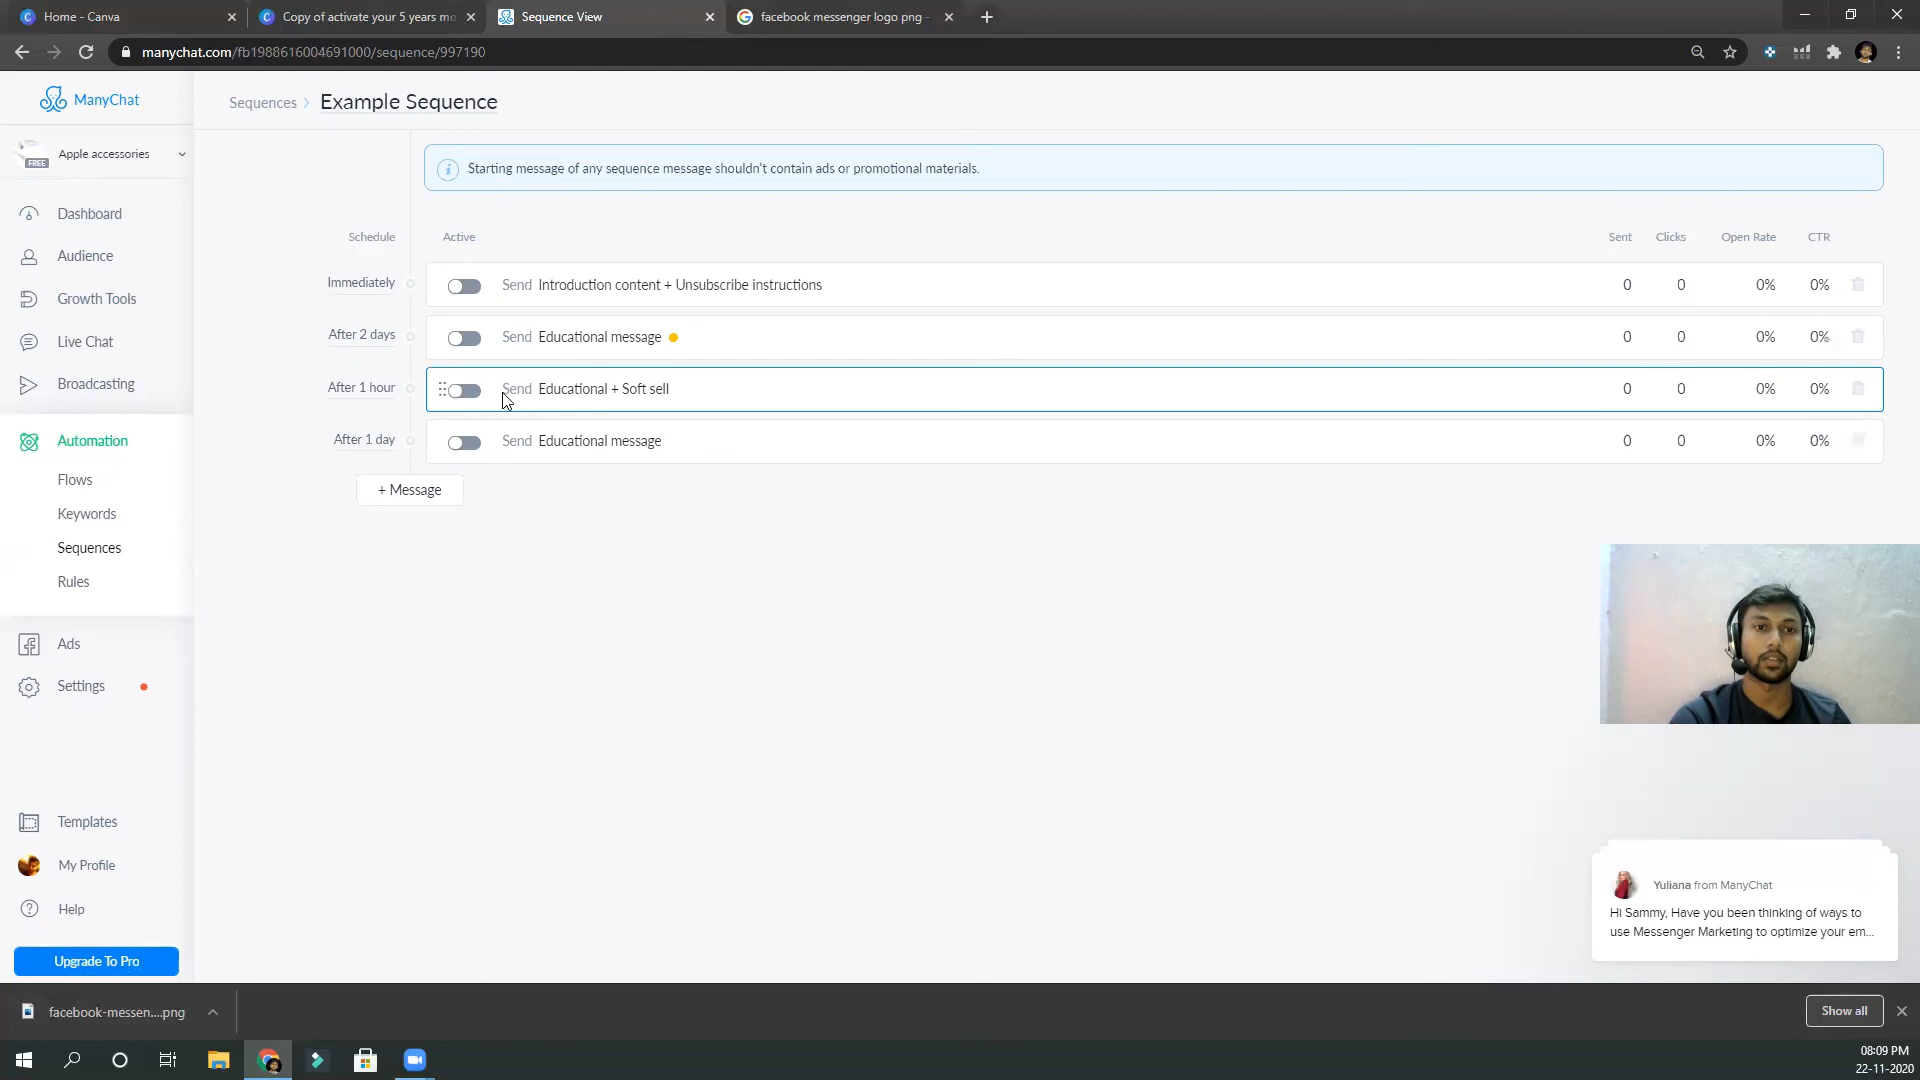 Home - Canva
Copy of activate your 5 years mo
Sequence View
facebook messenger logo png -
manychat.com/fb1988616004691000/sequence/997190
ManyChat
Sequences
Example Sequence
FREE
Apple accessories
Starting message of any sequence message shouldn't contain ads or promotional materials.
Dashboard
Audience
Growth Tools
Live Chat
Broadcasting
Automation
Flows
Keywords
Sequences
Rules
Ads
Settings
Templates
My Profile
Help
Upgrade To Pro
Schedule Active Sent Clicks Open Rate CTR
Immediately Send Introduction content + Unsubscribe instructions 0 0 0% 0%
After 2 days Send Educational message 0 0 0% 0%
After 1 hour Send Educational + Soft sell 0 0 0% 0%
After 1 day Send Educational message 0 0 0% 0%
+ Message
Yuliana from ManyChat
Hi Sammy, Have you been thinking of ways to
use Messenger Marketing to optimize your em...
facebook-messen....png
Show all
08:09 PM
22-11-2020